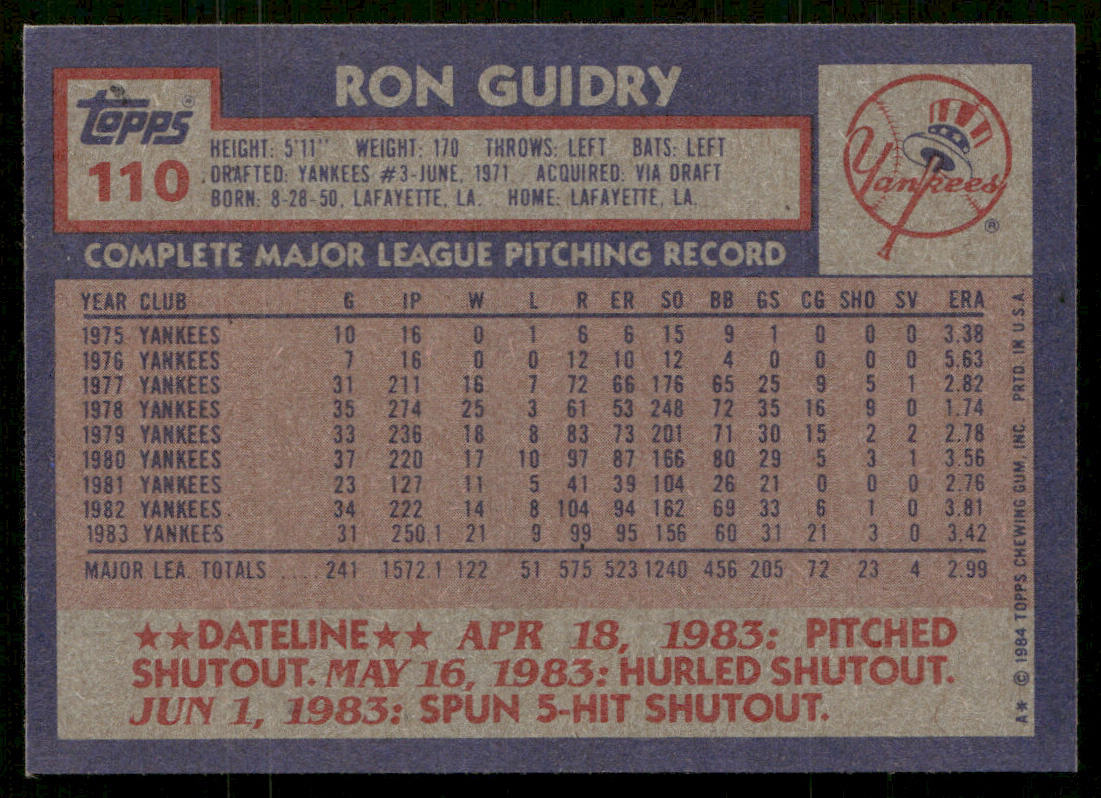 RON GUIDRY
Topps ®
110
HEIGHT: 5'11" WEIGHT: 170 THROWS: LEFT BATS: LEFT
DRAFTED: YANKEES #3-JUNE, 1971 ACQUIRED: VIA DRAFT
BORN: 8-28-50, LAFAYETTE, LA. HOME: LAFAYETTE, LA.
Yankees ®
COMPLETE MAJOR LEAGUE PITCHING RECORD
YEAR CLUB G IP W L R ER SO BB GS CG SHO SV ERA
1975 YANKEES 10 16 0 1 6 6 15 9 1 0 0 0 3.38
1976 YANKEES 7 16 0 0 12 10 12 4 0 0 0 0 5.63
1977 YANKEES 31 211 16 7 72 66 176 65 25 9 5 1 2.82
1978 YANKEES 35 274 25 3 61 53 248 72 35 16 9 0 1.74
1979 YANKEES 33 236 18 8 83 73 201 71 30 15 2 2 2.78
1980 YANKEES 37 220 17 10 97 87 166 80 29 5 3 1 3.56
1981 YANKEES 23 127 11 5 41 39 104 26 21 0 0 0 2.76
1982 YANKEES 34 222 14 8 104 94 162 69 33 6 1 0 3.81
1983 YANKEES 31 250.1 21 9 99 95 156 60 31 21 3 0 3.42
MAJOR LEA. TOTALS .... 241 1572.1 122 51 575 523 1240 456 205 72 23 4 2.99
★★DATELINE★★ APR 18, 1983: PITCHED
SHUTOUT. MAY 16, 1983: HURLED SHUTOUT.
JUN 1, 1983: SPUN 5-HIT SHUTOUT.
A* © 1984 TOPPS CHEWING GUM, INC. PRTD. IN U.S.A.